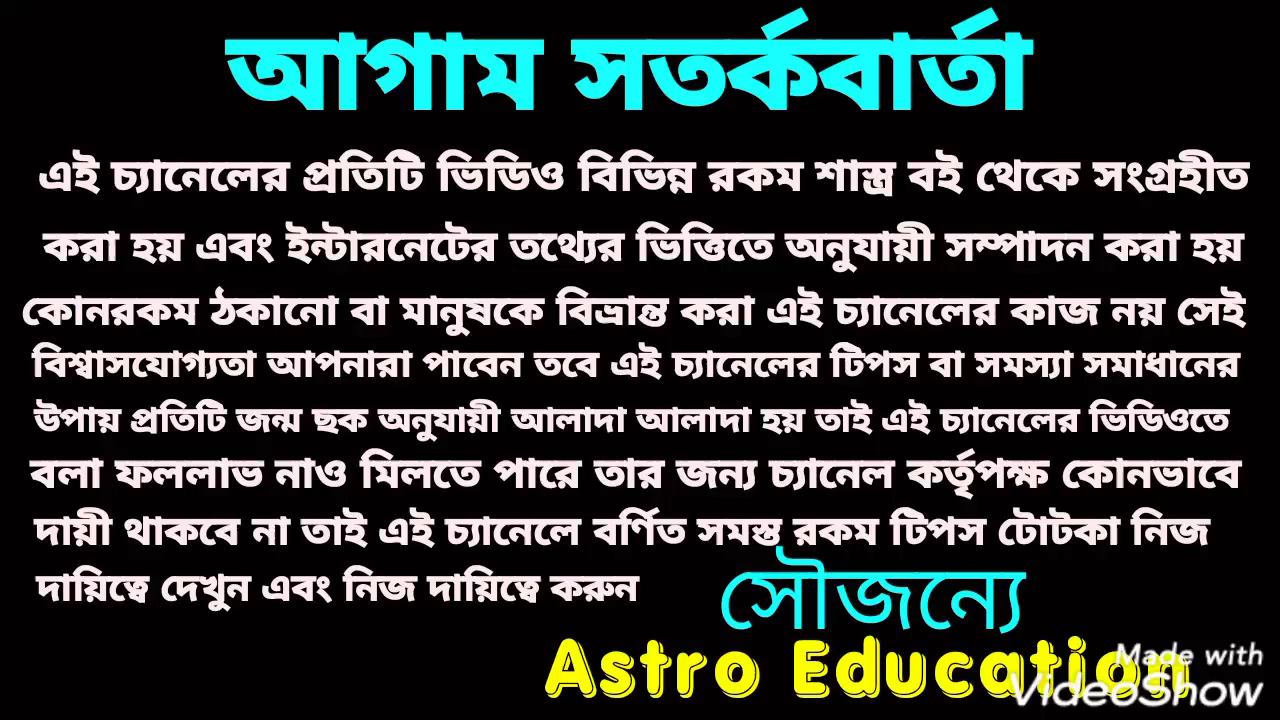 আগাম সতর্কবার্তা
এই চ্যানেলের প্রতিটি ভিডিও বিভিন্ন রকম শাস্ত্র বই থেকে সংগ্রহীত
করা হয় এবং ইন্টারনেটের তথ্যের ভিত্তিতে অনুযায়ী সম্পাদন করা হয়
কোনরকম ঠকানো বা মানুষকে বিভ্রান্ত করা এই চ্যানেলের কাজ নয় সেই
বিশ্বাসযোগ্যতা আপনারা পাবেন তবে এই চ্যানেলের টিপস বা সমস্যা সমাধানের
উপায় প্রতিটি জন্ম ছক অনুযায়ী আলাদা আলাদা হয় তাই এই চ্যানেলের ভিডিওতে
বলা ফললাভ নাও মিলতে পারে তার জন্য চ্যানেল কর্তৃপক্ষ কোনভাবে
দায়ী থাকবে না তাই এই চ্যানেলে বর্ণিত সমস্ত রকম টিপস টোটকা নিজ
দায়িত্বে দেখুন এবং নিজ দায়িত্বে করুন
সৌজন্যে
Astro Education
Made with
VideoShow